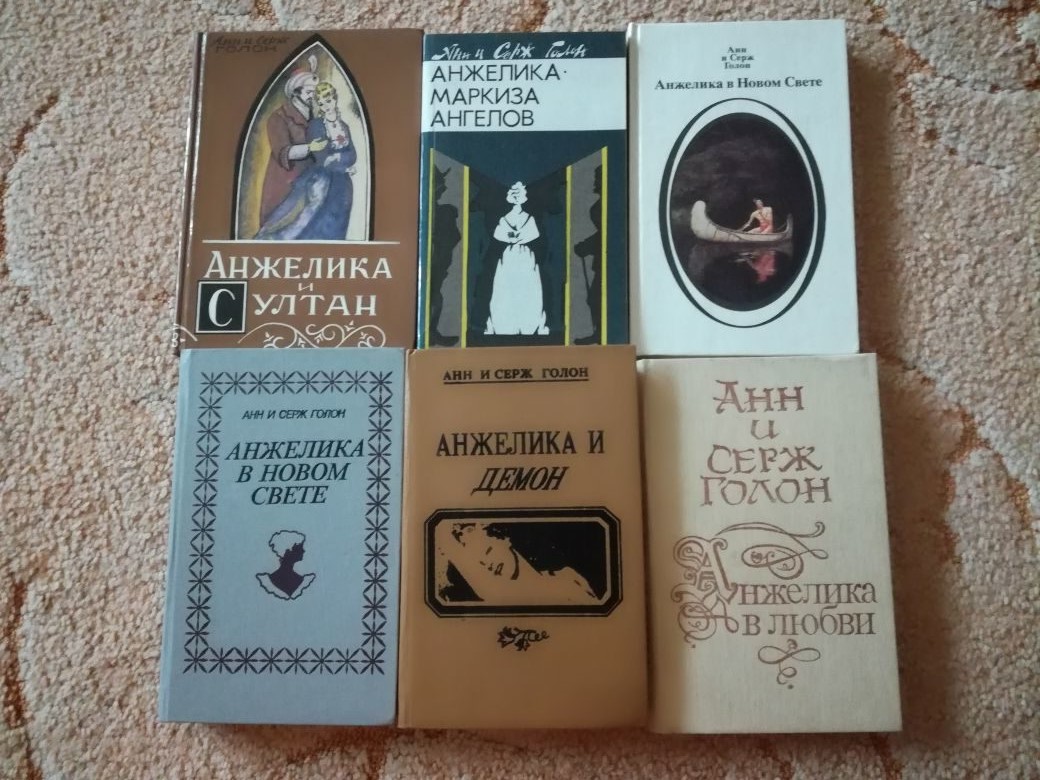 Анн и Серж
ГОЛОН
АНЖЕЛИКА
И
СУЛТАН
Анн и Серж Голон
АНЖЕЛИКА·
МАРКИЗА
АНГЕЛОВ
Анн
и Серж
Голон
Анжелика в Новом Свете
АНН И СЕРЖ ГОЛОН
АНЖЕЛИКА
В НОВОМ
СВЕТЕ
АНН И СЕРЖ ГОЛОН
АНЖЕЛИКА И
ДЕМОН
АНН
И
СЕРЖ
ГОЛОН
Анжелика
В ЛЮБВИ